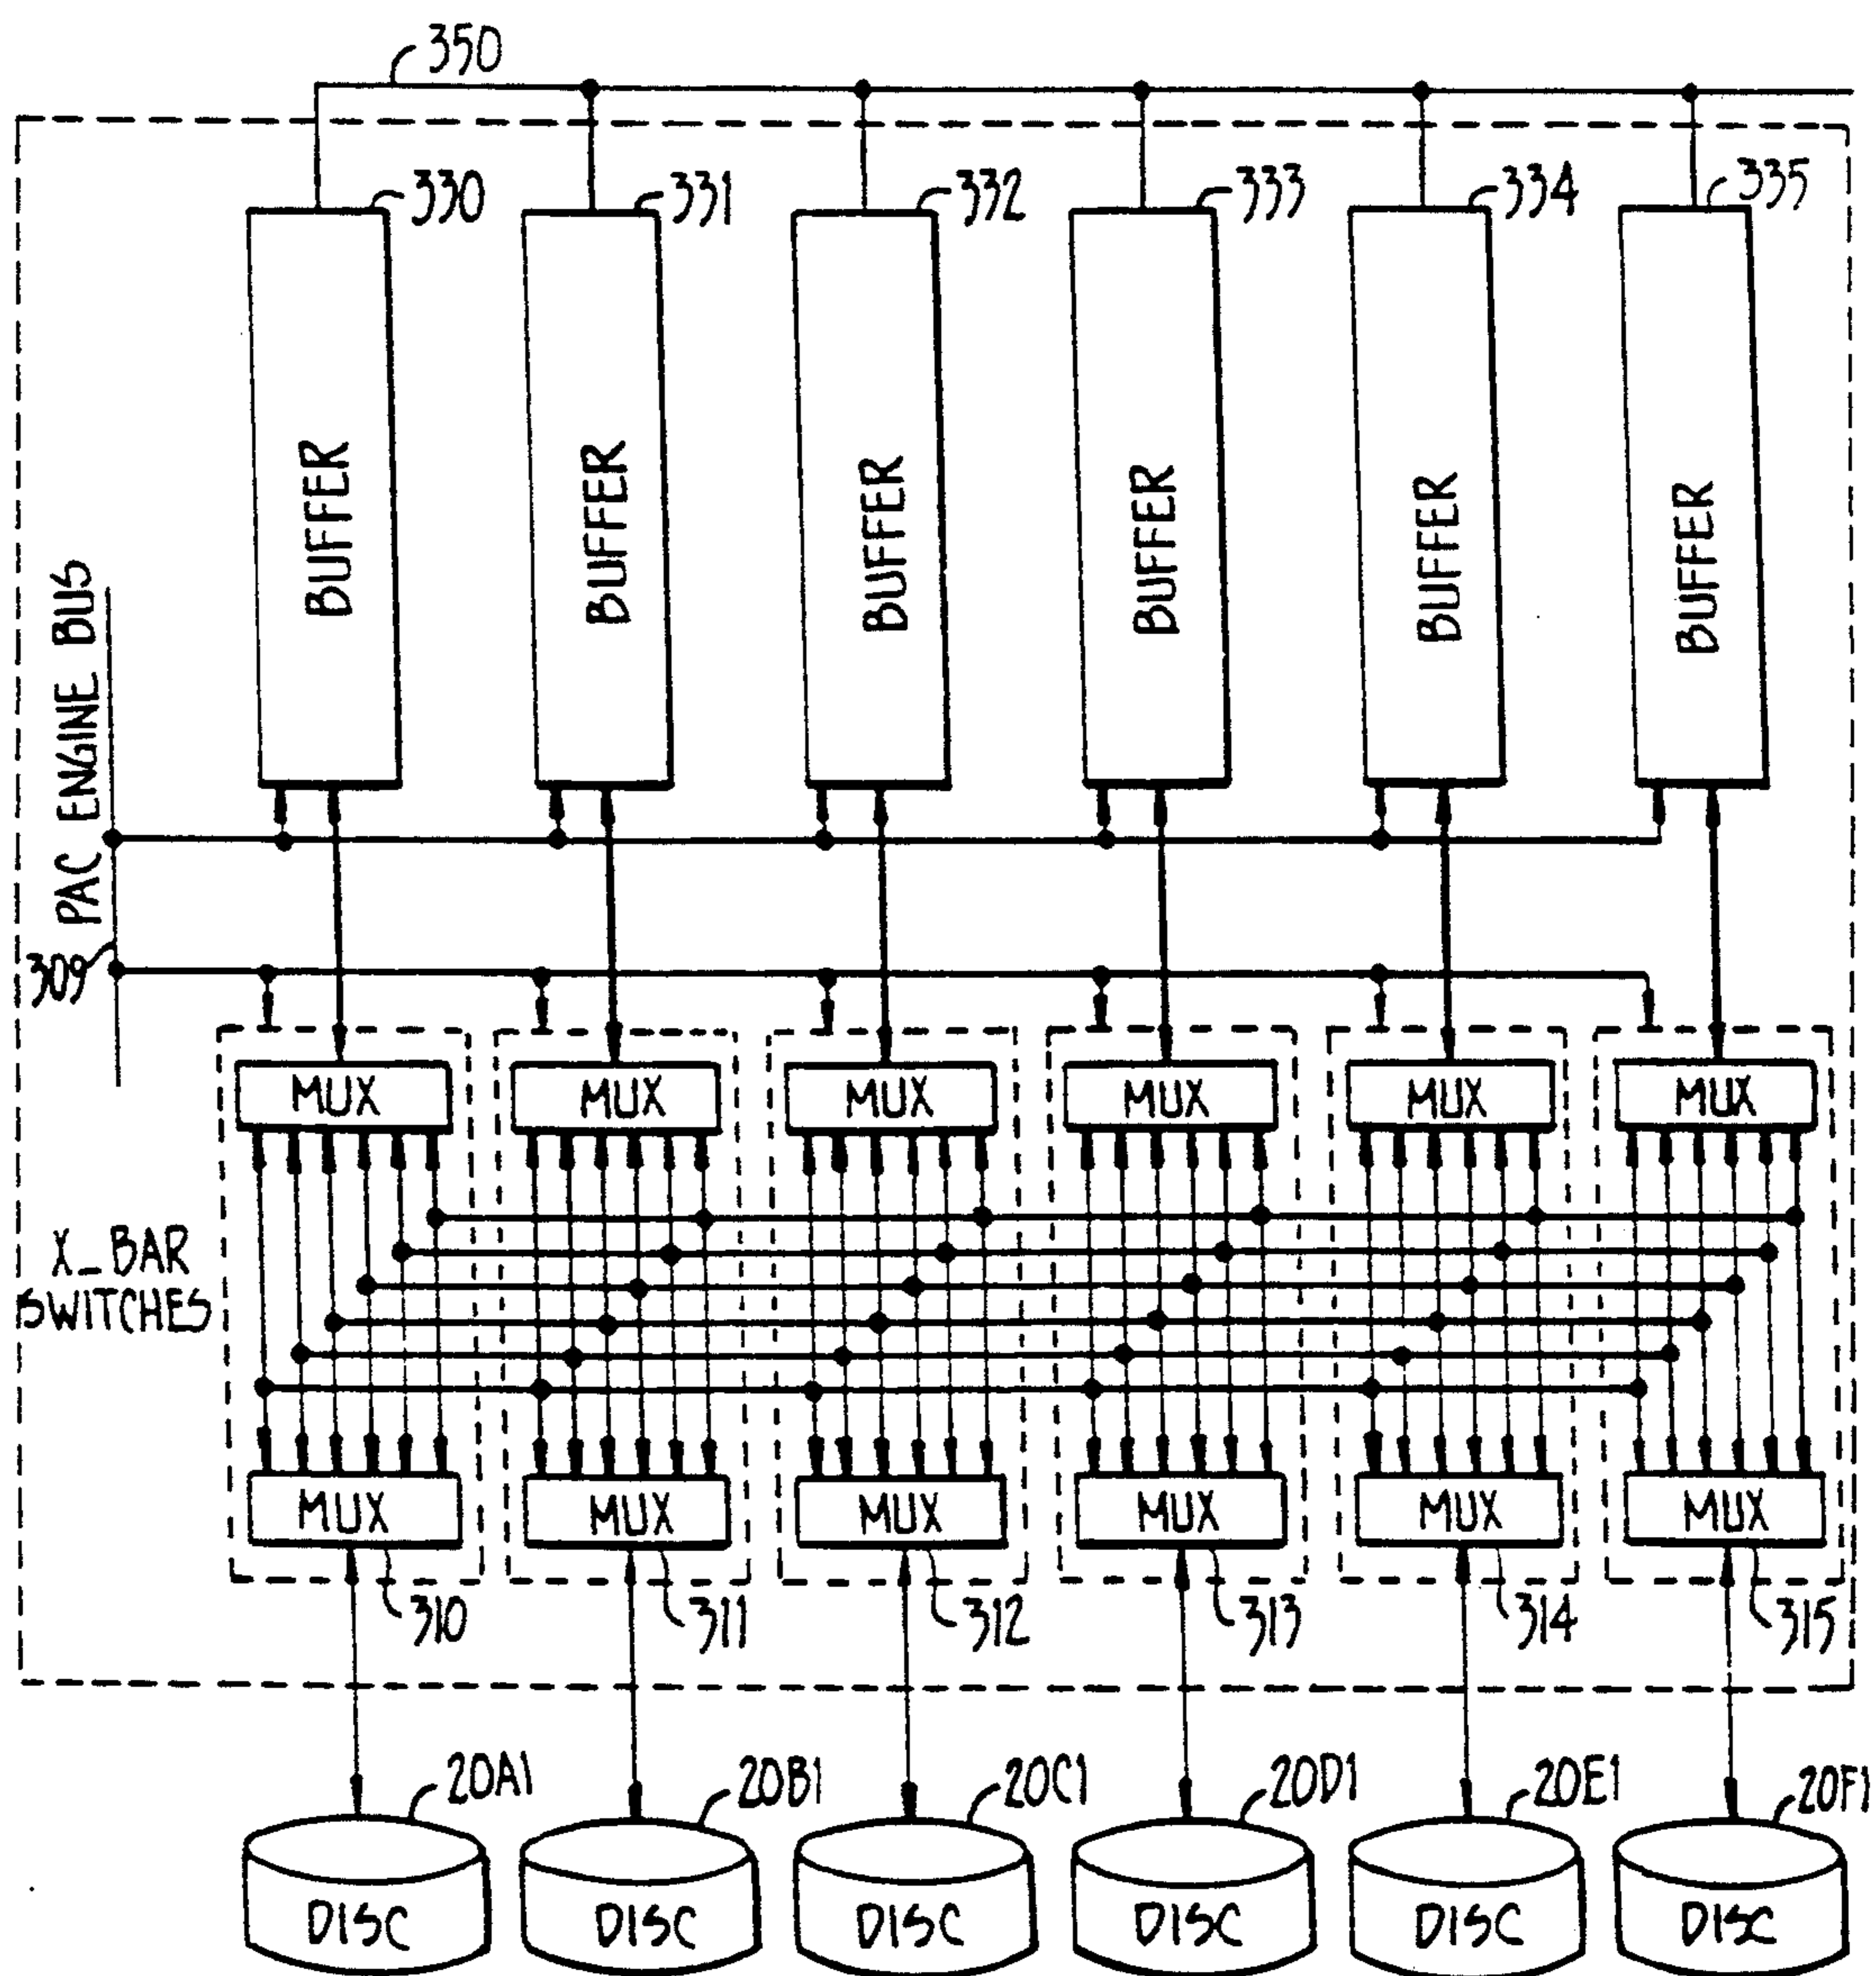 350
330
331
332
333
334
335
BUFFER
BUFFER
BUFFER
BUFFER
BUFFER
BUFFER
PAC ENGINE BUS
309
MUX
MUX
MUX
MUX
MUX
MUX
X_BAR
SWITCHES
MUX
MUX
MUX
MUX
MUX
MUX
310
311
312
313
314
315
20A1
20B1
20C1
20D1
20E1
20F1
DISC
DISC
DISC
DISC
DISC
DISC